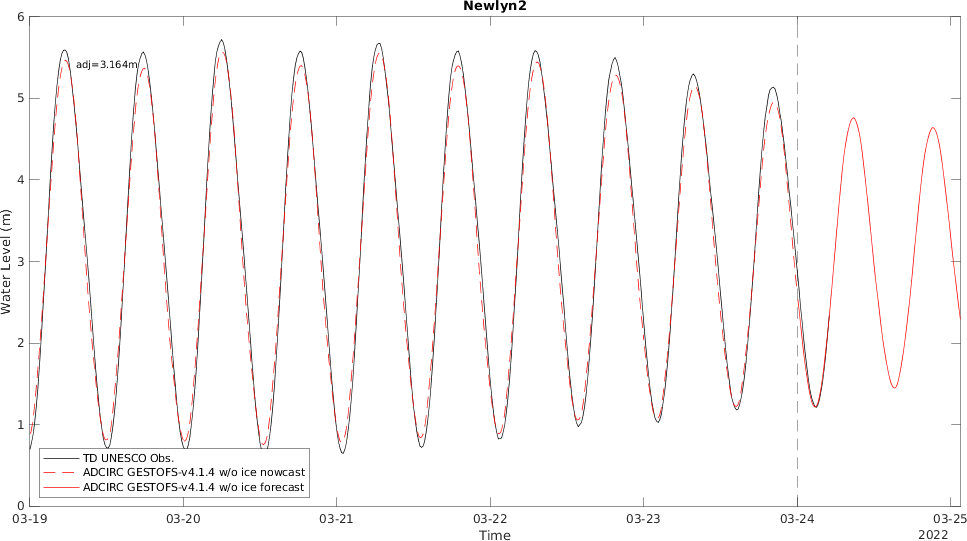 Newlyn2
adj=3.164m
Water Level (m)
6
5
4
3
2
1
0
TD UNESCO Obs.
ADCIRC GESTOFS-v4.1.4 w/o ice nowcast
ADCIRC GESTOFS-v4.1.4 w/o ice forecast
03-19 03-20 03-21 03-22 03-23 03-24 03-25
Time
2022